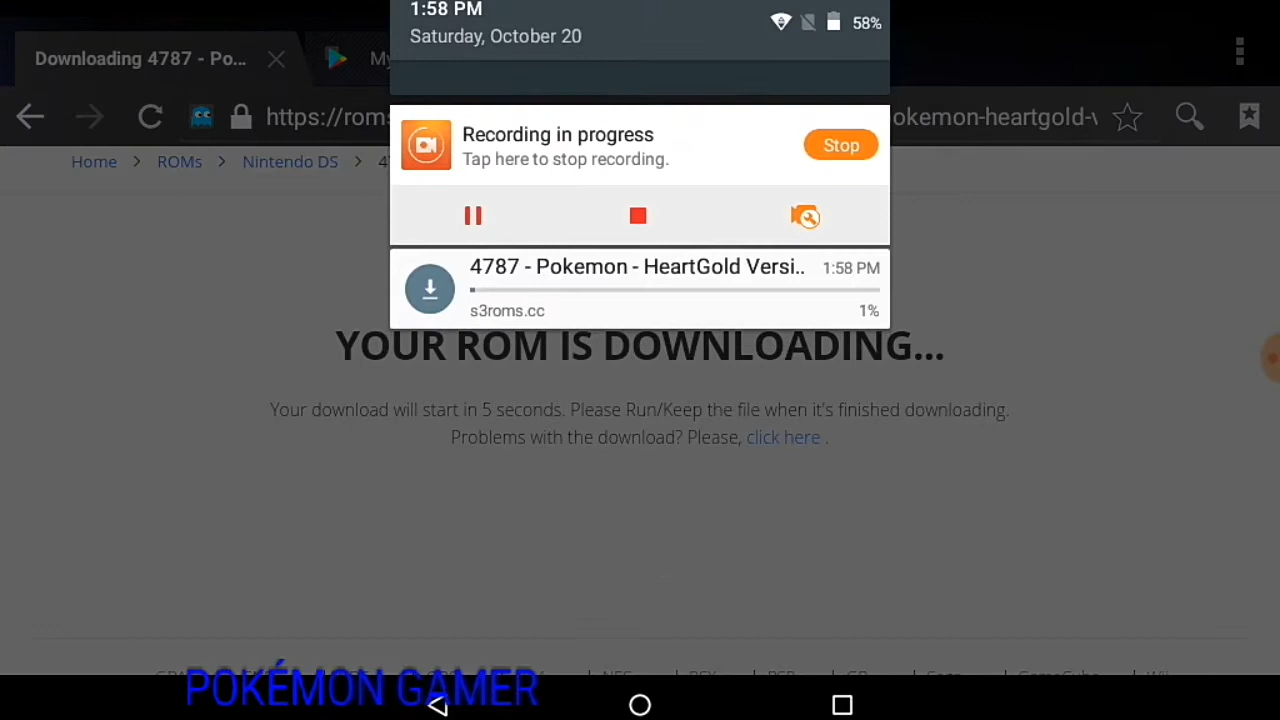 1:58 PM
Saturday, October 20
58%
Downloading 4787 - Po...
My
https://roms
okemon-heartgold-v
Recording in progress
Tap here to stop recording.
Stop
Home > ROMs > Nintendo DS > 4
4787 - Pokemon - HeartGold Versi..
1:58 PM
s3roms.cc
1%
YOUR ROM IS DOWNLOADING...
Your download will start in 5 seconds. Please Run/Keep the file when it's finished downloading.
Problems with the download? Please, click here .
POKÉMON GAMER